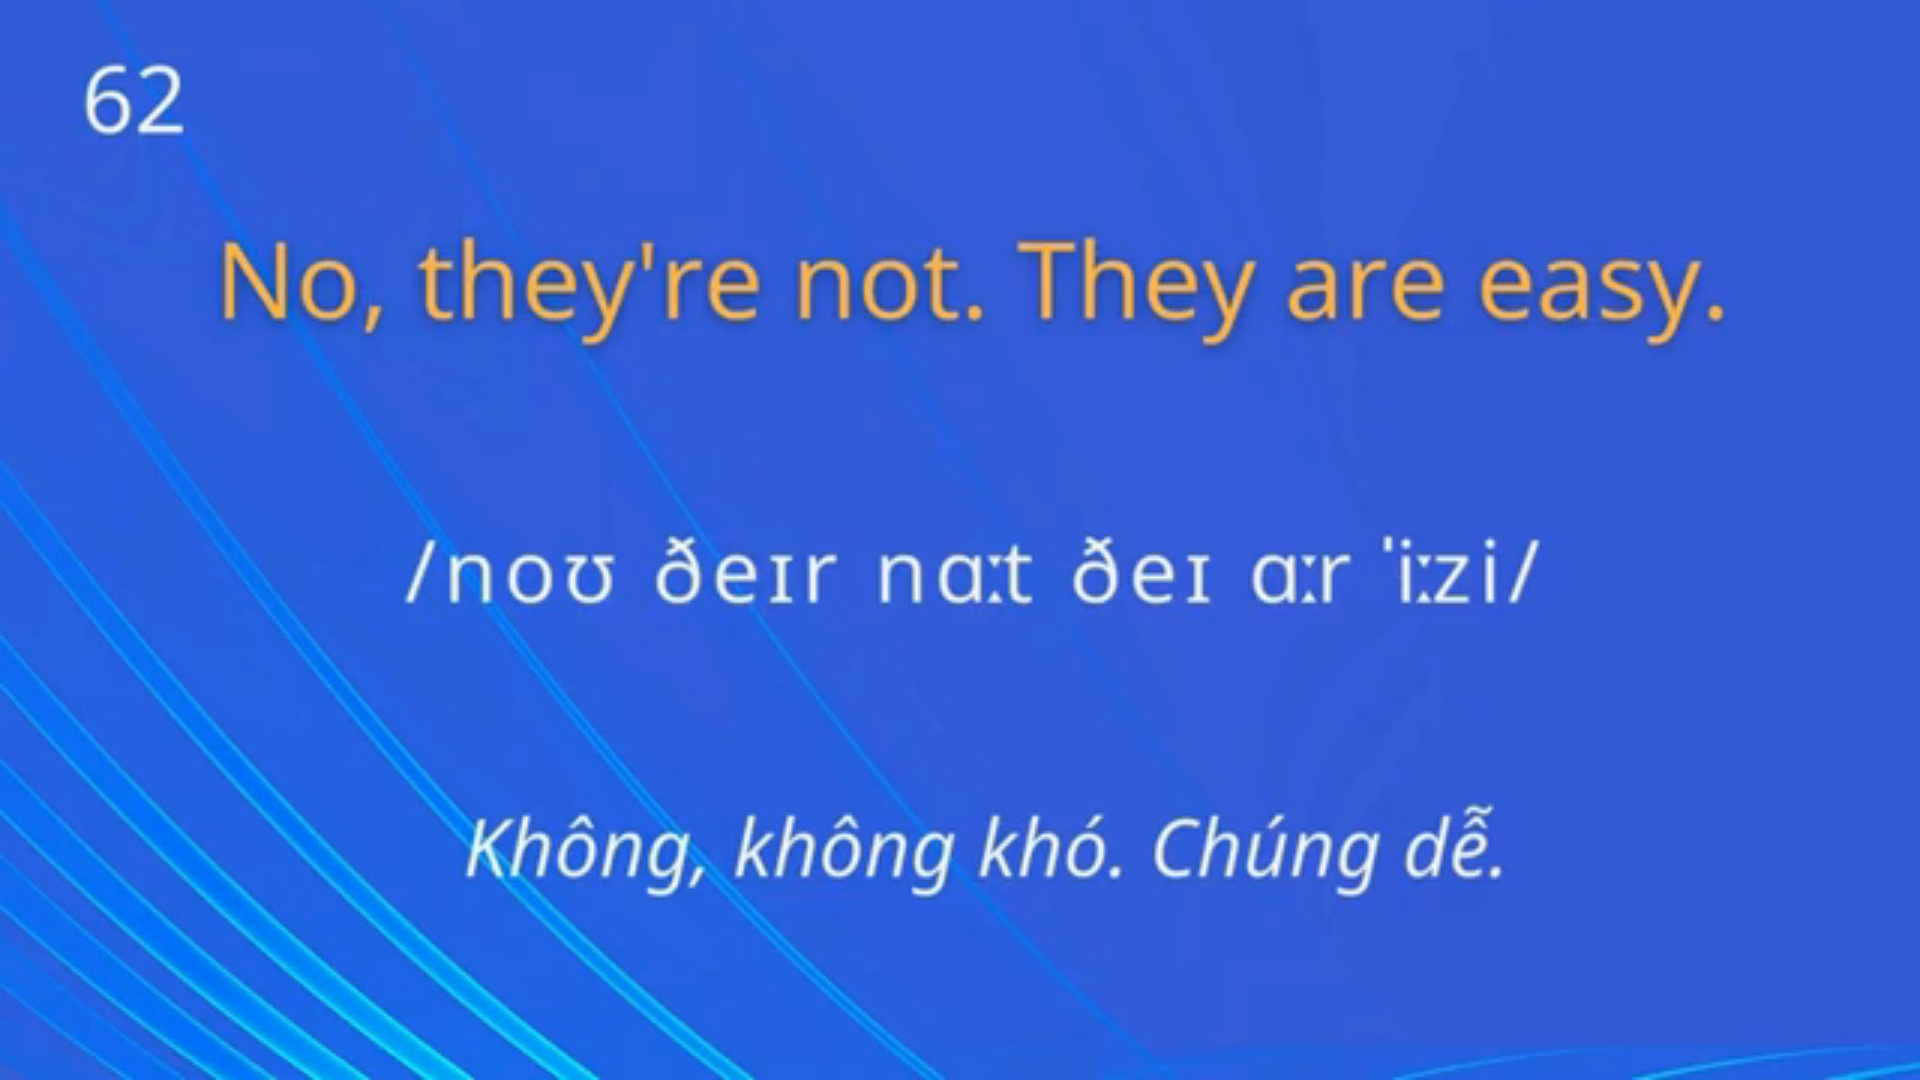 62
No, they're not. They are easy.
/noʊ ðeɪr nɑːt ðeɪ ɑːr ˈiːzi/
Không, không khó. Chúng dễ.